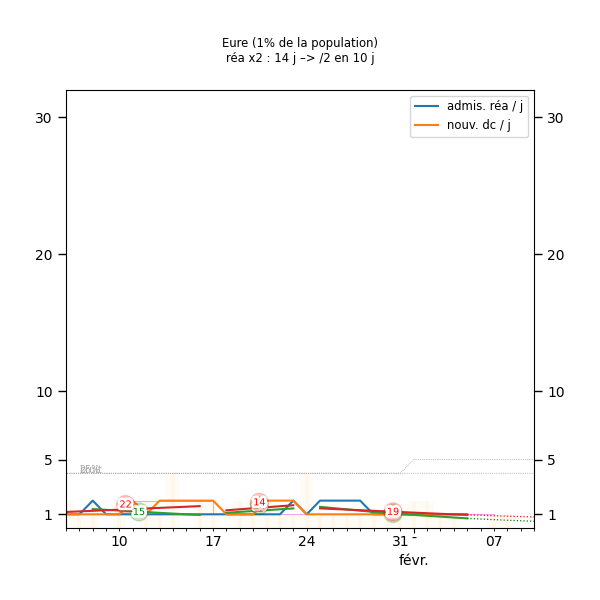 Eure (1% de la population)
réa x2 : 14 j –> /2 en 10 j
admis. réa / j
nouv. dc / j
30 30
20 20
10 10
5 5
22 15 14 19
1 1
10 17 24 31 07
févr.